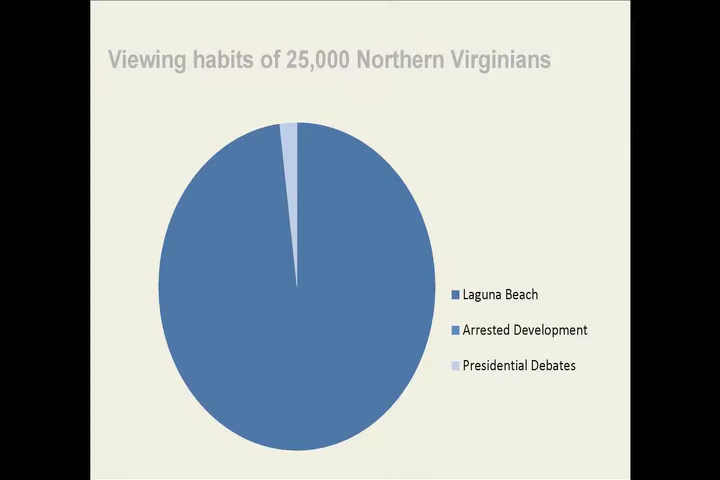 Viewing habits of 25,000 Northern Virginians
Laguna Beach
Arrested Development
Presidential Debates